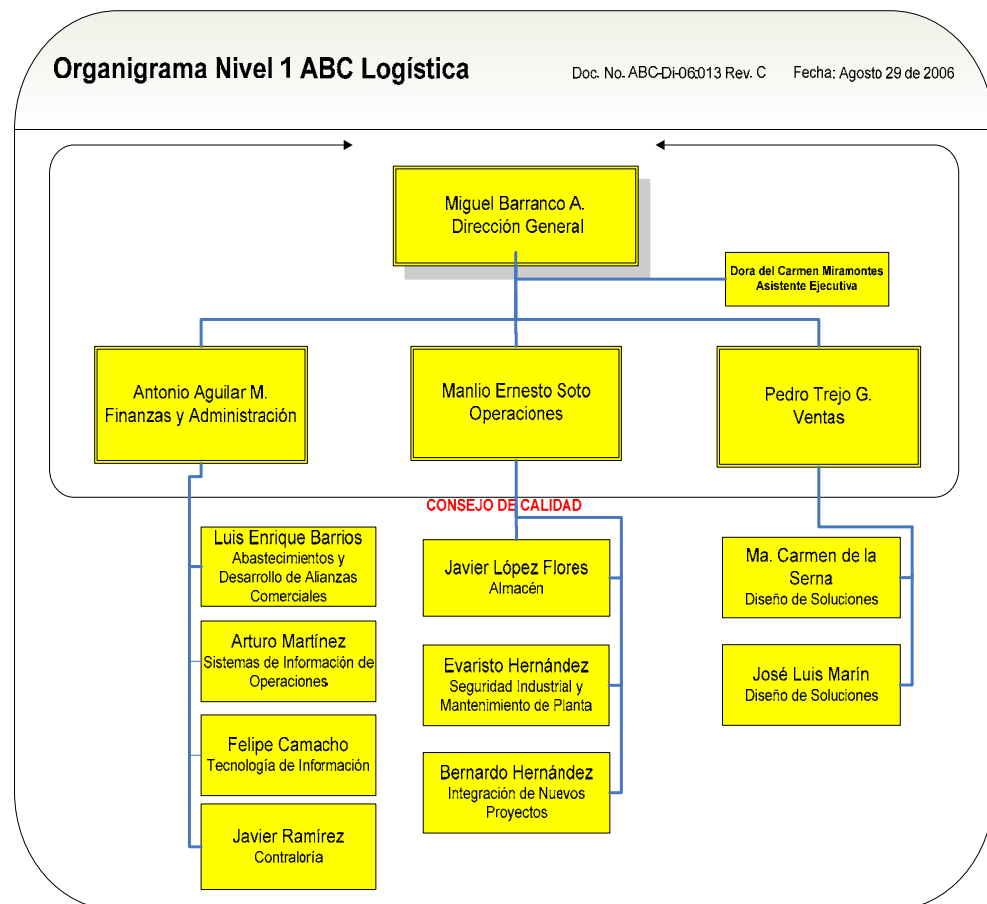 Organigrama Nivel 1 ABC Logística
Doc. No. ABC-Di-06:013 Rev. C
Fecha: Agosto 29 de 2006
Miguel Barranco A.
Dirección General
Dora del Carmen Miramontes
Asistente Ejecutiva
Antonio Aguilar M.
Finanzas y Administración
Manlio Ernesto Soto
Operaciones
Pedro Trejo G.
Ventas
CONSEJO DE CALIDAD
Luis Enrique Barrios
Abastecimientos y
Desarrollo de Alianzas
Comerciales
Arturo Martínez
Sistemas de Información de
Operaciones
Felipe Camacho
Tecnología de Información
Javier Ramírez
Contraloría
Javier López Flores
Almacén
Evaristo Hernández
Seguridad Industrial y
Mantenimiento de Planta
Bernardo Hernández
Integración de Nuevos
Proyectos
Ma. Carmen de la
Serna
Diseño de Soluciones
José Luis Marín
Diseño de Soluciones